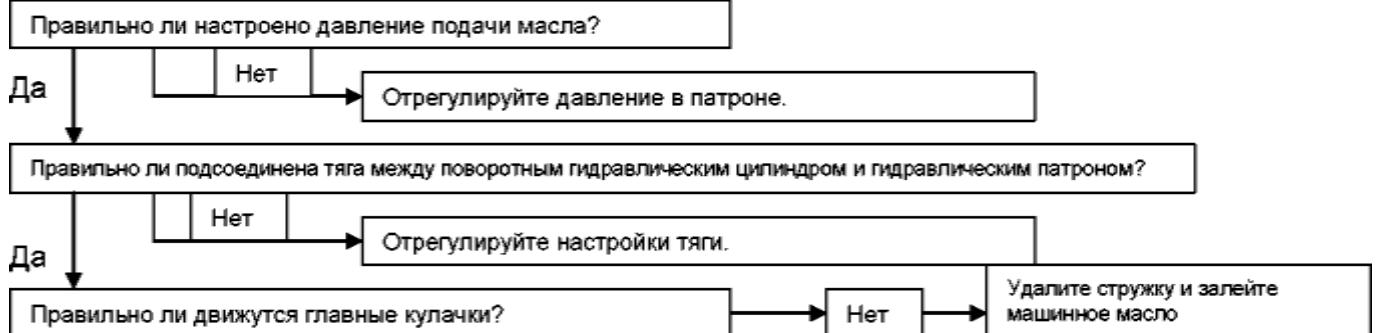 Правильно ли настроено давление подачи масла?
Нет
Да
Отрегулируйте давление в патроне.
Правильно ли подсоединена тяга между поворотным гидравлическим цилиндром и гидравлическим патроном?
Нет
Отрегулируйте настройки тяги.
Да
Правильно ли движутся главные кулачки?
Нет
Удалите стружку и залейте
машинное масло